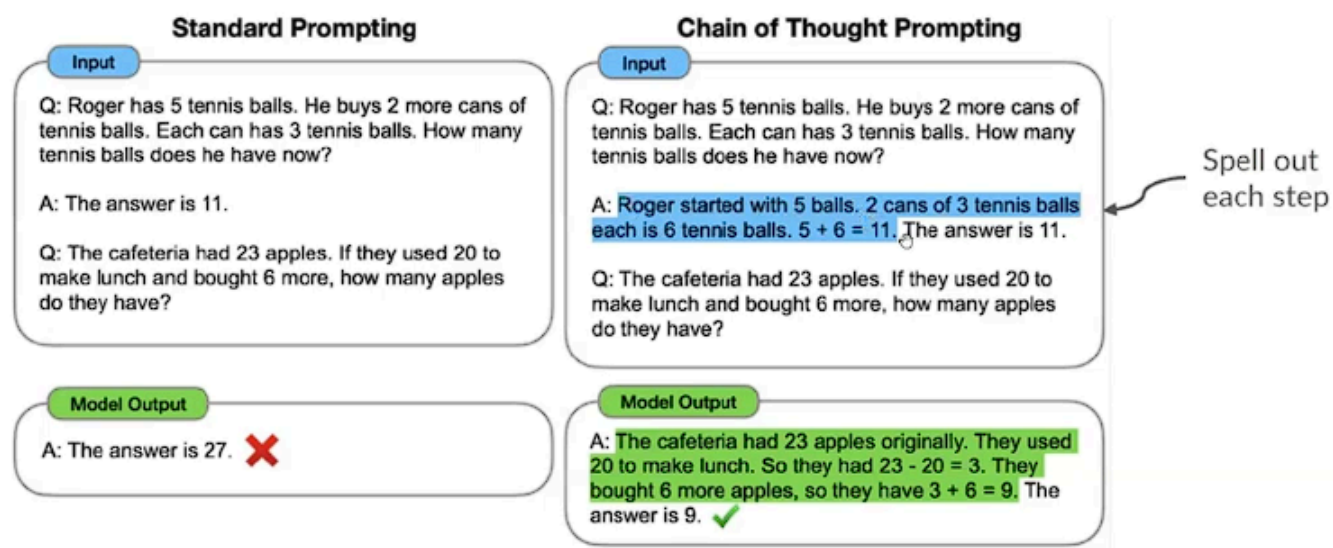 Standard Prompting
Input
Q: Roger has 5 tennis balls. He buys 2 more cans of
tennis balls. Each can has 3 tennis balls. How many
tennis balls does he have now?
A: The answer is 11.
Q: The cafeteria had 23 apples. If they used 20 to
make lunch and bought 6 more, how many apples
do they have?
Model Output
A: The answer is 27.
Chain of Thought Prompting
Input
Q: Roger has 5 tennis balls. He buys 2 more cans of
tennis balls. Each can has 3 tennis balls. How many
tennis balls does he have now?
A: Roger started with 5 balls. 2 cans of 3 tennis balls
each is 6 tennis balls. 5 + 6 = 11. The answer is 11.
Q: The cafeteria had 23 apples. If they used 20 to
make lunch and bought 6 more, how many apples
do they have?
Model Output
A: The cafeteria had 23 apples originally. They used
20 to make lunch. So they had 23 - 20 = 3. They
bought 6 more apples, so they have 3 + 6 = 9. The
answer is 9.
Spell out
each step